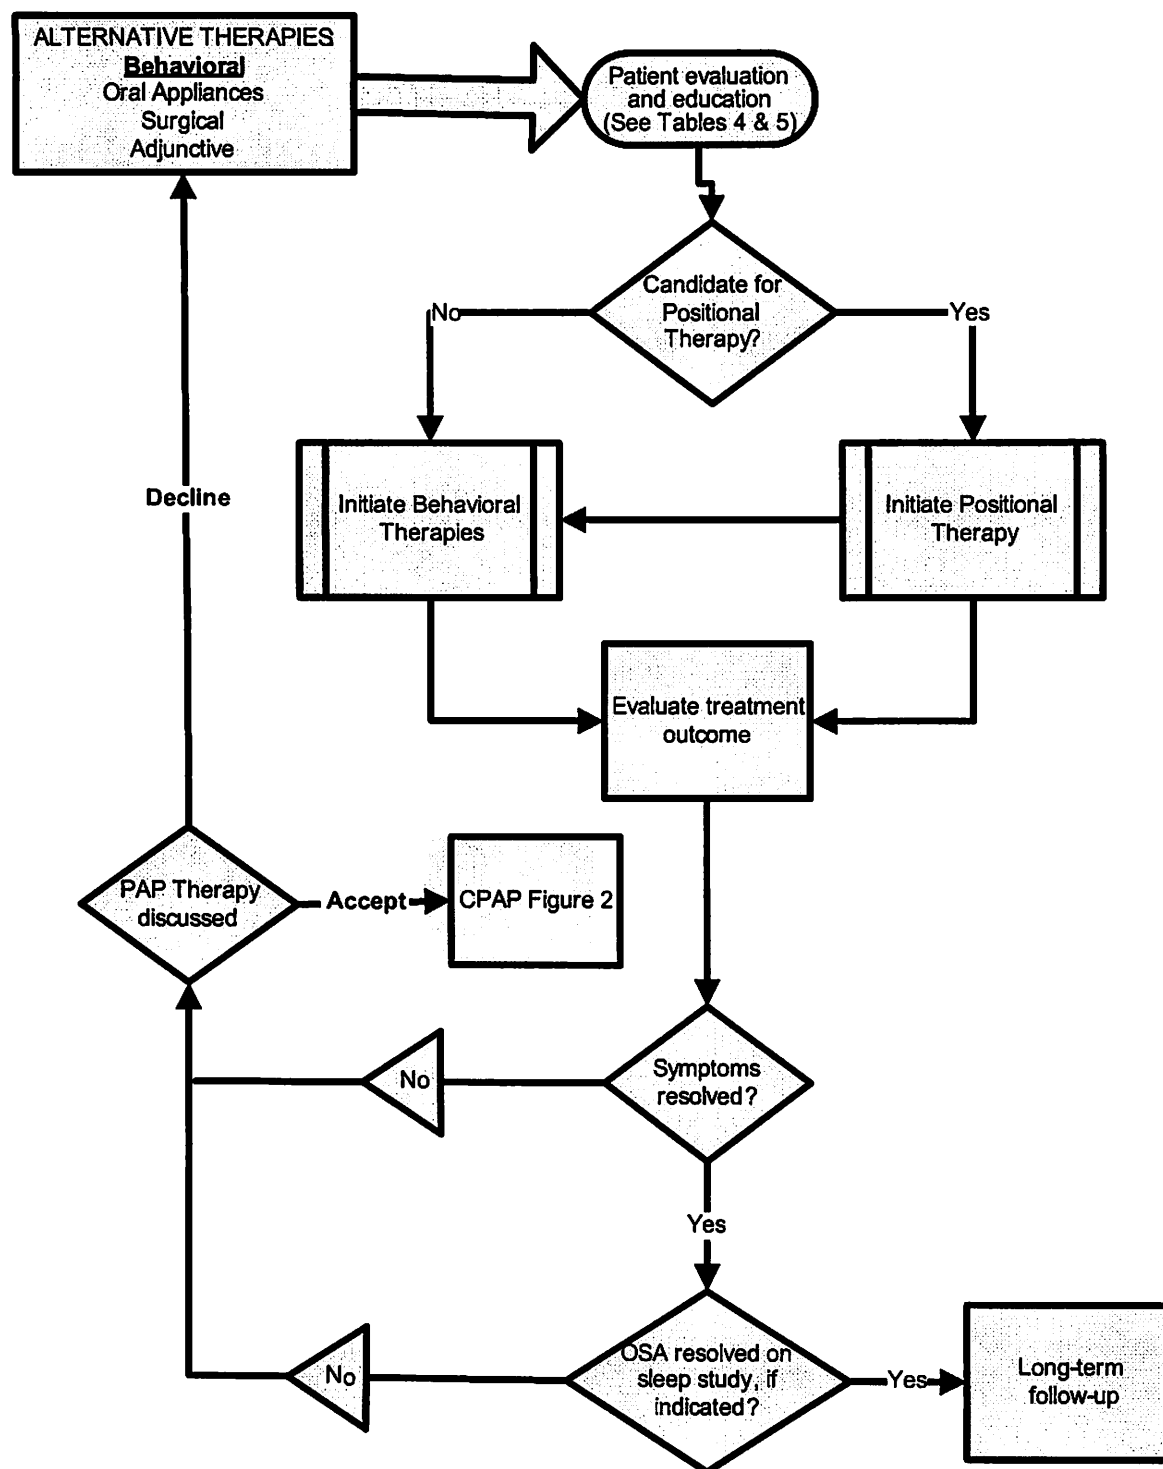 ALTERNATIVE THERAPIES
Behavioral
Oral Appliances
Surgical
Adjunctive
Patient evaluation
and education
(See Tables 4 & 5)
Candidate for
Positional
Therapy?
No
Yes
Initiate Behavioral
Therapies
Initiate Positional
Therapy
Decline
Evaluate treatment
outcome
PAP Therapy
discussed
Accept
CPAP Figure 2
Symptoms
resolved?
No
Yes
OSA resolved on
sleep study, if
indicated?
No
Yes
Long-term
follow-up